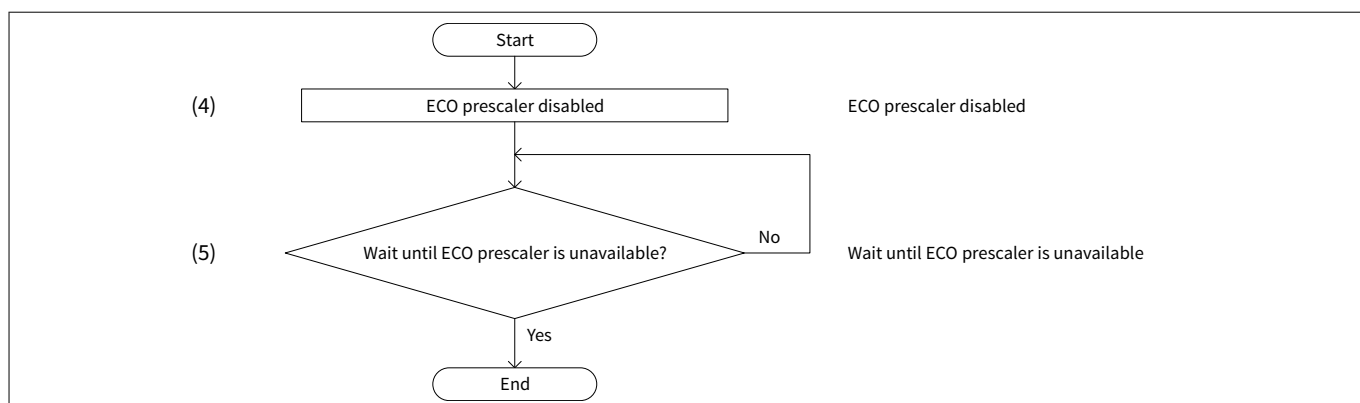 Start
(4)
ECO prescaler disabled
ECO prescaler disabled
(5)
Wait until ECO prescaler is unavailable?
No
Wait until ECO prescaler is unavailable
Yes
End